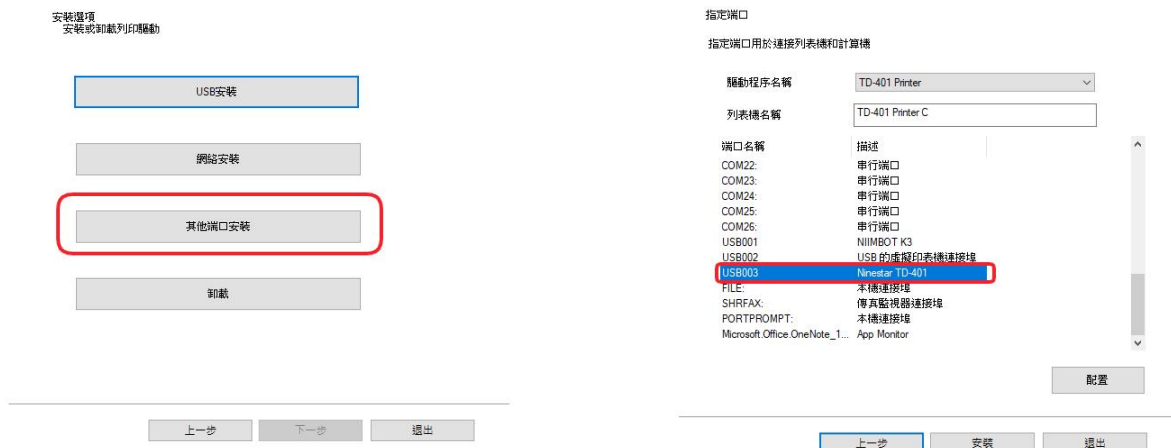 安裝選項
安裝或卸載列印驅動
USB安裝
網絡安裝
其他端口安裝
卸載
上一步
下一步
退出
指定端口
指定端口用於連接列表機和計算機
驅動程序名稱 TD-401 Printer
列表機名稱 TD-401 Printer C
端口名稱 描述
COM22: 串行端口
COM23: 串行端口
COM24: 串行端口
COM25: 串行端口
COM26: 串行端口
USB001 NIIMBOT K3
USB002 USB 的虛擬印表機連接埠
USB003 Ninestar TD-401
FILE: 本機連接埠
SHRFAX: 傳真監視器連接埠
PORTPROMPT: 本機連接埠
Microsoft.Office.OneNote_1... App Monitor
配置
上一步
安裝
退出